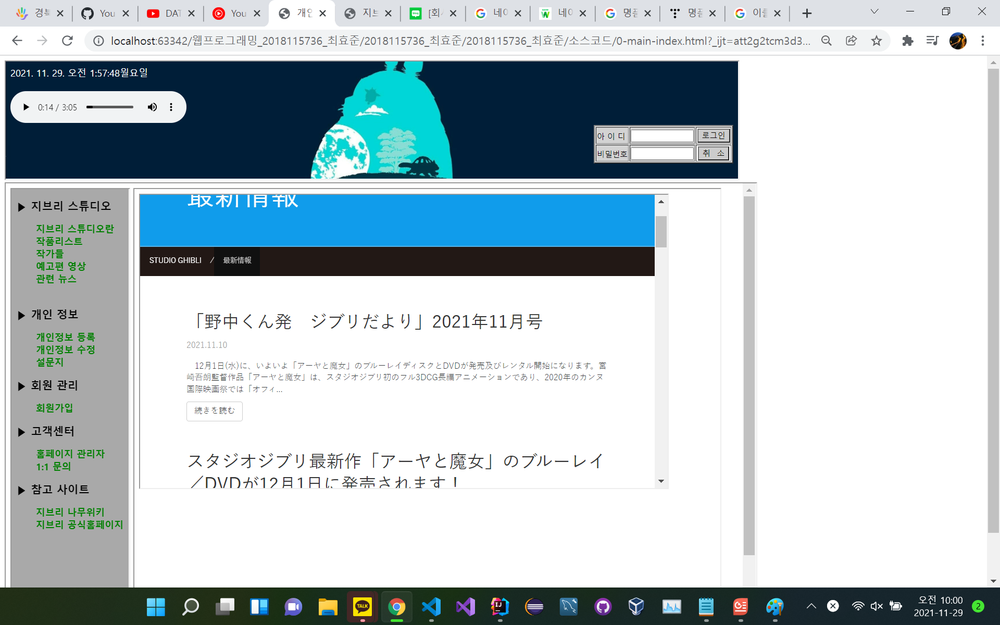 경북
You
DAT
You
개인
지브
[회사
네이
네이
명품
명품
이클
localhost:63342/웹프로그래밍_2018115736_최효준/2018115736_최효준/2018115736_최효준/소스코드/0-main-index.html?_ijt=att2g2tcm3d3...
2021. 11. 29. 오전 1:57:48월요일
0:14 / 3:05
아 이 디
로그인
비밀번호
취 소
지브리 스튜디오
지브리 스튜디오란
작품리스트
작가들
예고편 영상
관련 뉴스
개인 정보
개인정보 등록
개인정보 수정
설문지
회원 관리
회원가입
고객센터
홈페이지 관리자
1:1 문의
참고 사이트
지브리 나무위키
지브리 공식홈페이지
最新情報
STUDIO GHIBLI / 最新情報
「野中くん発　ジブリだより」2021年11月号
2021.11.10
12月1日(水)に、いよいよ「アーヤと魔女」のブルーレイディスクとDVDが発売及びレンタル開始になります。宮
崎吾朗監督作品「アーヤと魔女」は、スタジオジブリ初のフル3DCG長編アニメーションであり、2020年のカンヌ
国際映画祭では「オフィ...
続きを読む
スタジオジブリ最新作「アーヤと魔女」のブルーレイ
／DVDが12月1日に発売されます！
TALK
오전 10:00
2021-11-29
2